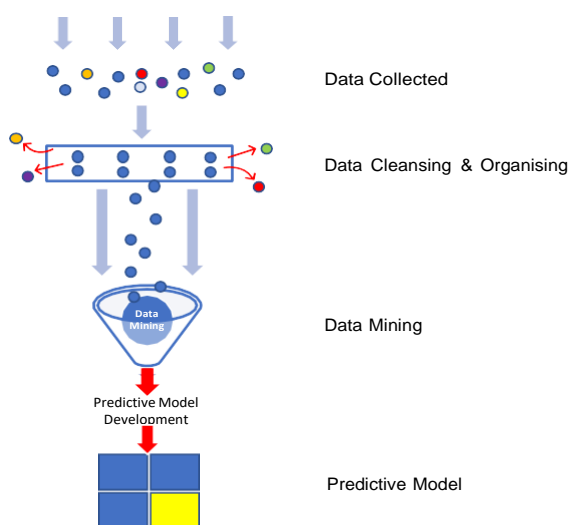 Data Collected
Data Cleansing & Organising
Data
Mining
Data Mining
Predictive Model
Development
Predictive Model